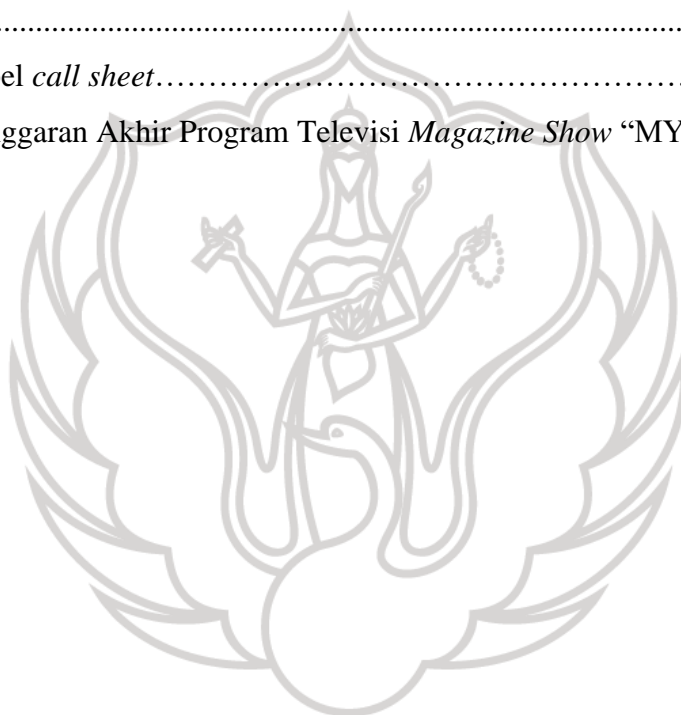 el call sheet……………………………………………………
ggaran Akhir Program Televisi Magazine Show “MY